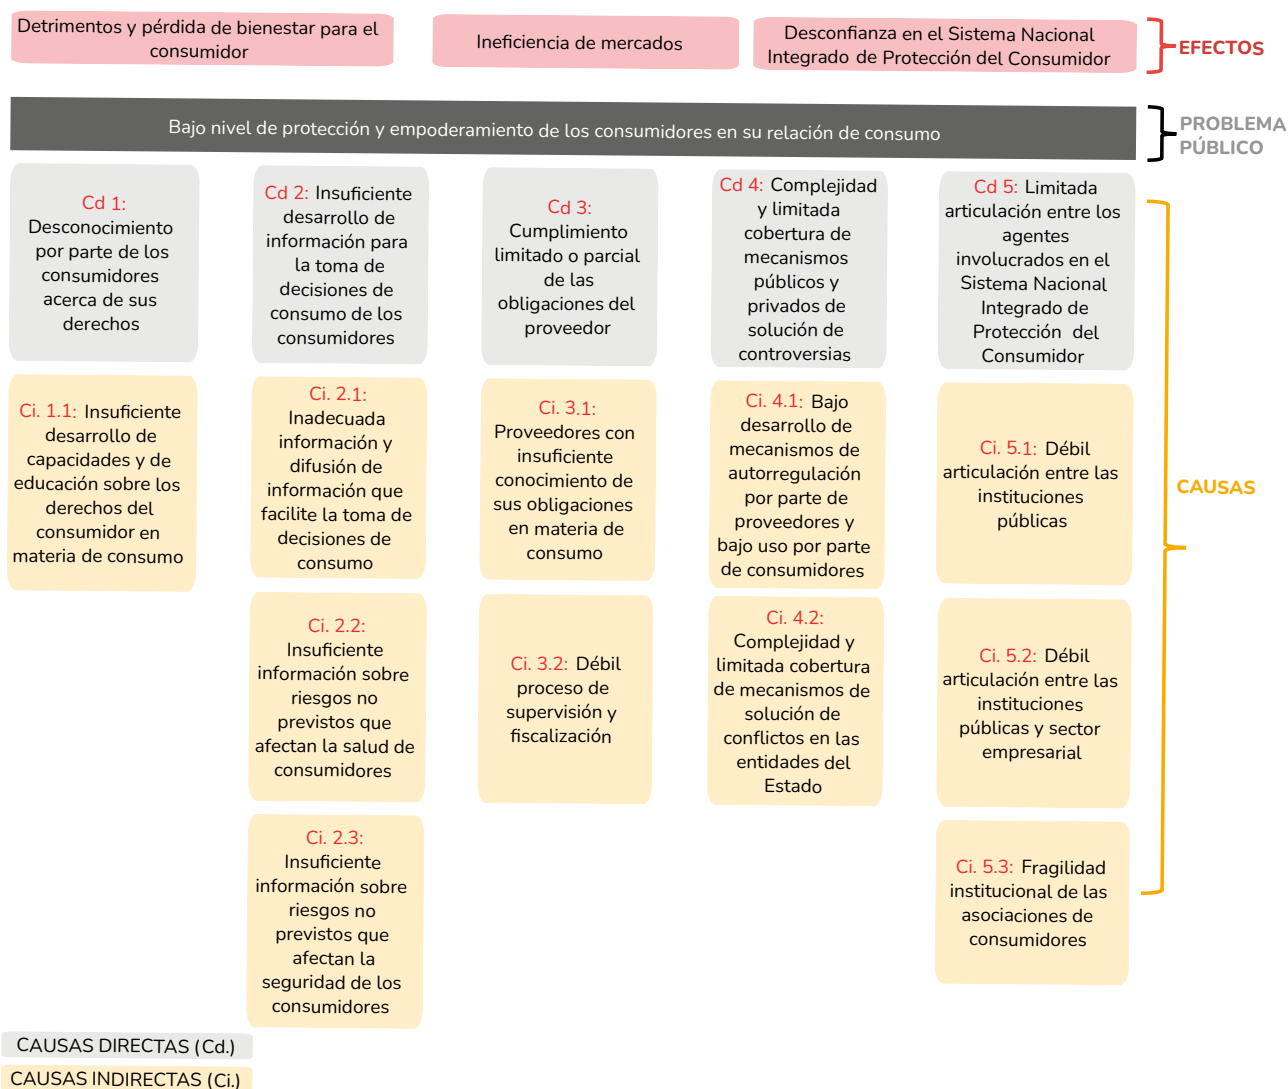 Detrimentos y pérdida de bienestar para el
consumidor
Ineficiencia de mercados
Desconfianza en el Sistema Nacional
Integrado de Protección del Consumidor
EFECTOS
Bajo nivel de protección y empoderamiento de los consumidores en su relación de consumo
PROBLEMA
PÚBLICO
Cd 1:
Desconocimiento
por parte de los
consumidores
acerca de sus
derechos
Cd 2: Insuficiente
desarrollo de
información para
la toma de
decisiones de
consumo de los
consumidores
Cd 3:
Cumplimiento
limitado o parcial
de las
obligaciones del
proveedor
Cd 4: Complejidad
y limitada
cobertura de
mecanismos
públicos y
privados de
solución de
controversias
Cd 5: Limitada
articulación entre los
agentes
involucrados en el
Sistema Nacional
Integrado de
Protección del
Consumidor
Ci. 1.1: Insuficiente
desarrollo de
capacidades y de
educación sobre los
derechos del
consumidor en
materia de consumo
Ci. 2.1:
Inadecuada
información y
difusión de
información que
facilite la toma de
decisiones de
consumo
Ci. 3.1:
Proveedores con
insuficiente
conocimiento de
sus obligaciones
en materia de
consumo
Ci. 4.1: Bajo
desarrollo de
mecanismos de
autorregulación
por parte de
proveedores y
bajo uso por parte
de consumidores
Ci. 5.1: Débil
articulación entre las
instituciones
públicas
CAUSAS
Ci. 2.2:
Insuficiente
información sobre
riesgos no
previstos que
afectan la salud de
consumidores
Ci. 3.2: Débil
proceso de
supervisión y
fiscalización
Ci. 4.2:
Complejidad y
limitada cobertura
de mecanismos de
solución de
conflictos en las
entidades del
Estado
Ci. 5.2: Débil
articulación entre las
instituciones
públicas y sector
empresarial
Ci. 2.3:
Insuficiente
información sobre
riesgos no
previstos que
afectan la
seguridad de los
consumidores
Ci. 5.3: Fragilidad
institucional de las
asociaciones de
consumidores
CAUSAS DIRECTAS (Cd.)
CAUSAS INDIRECTAS (Ci.)